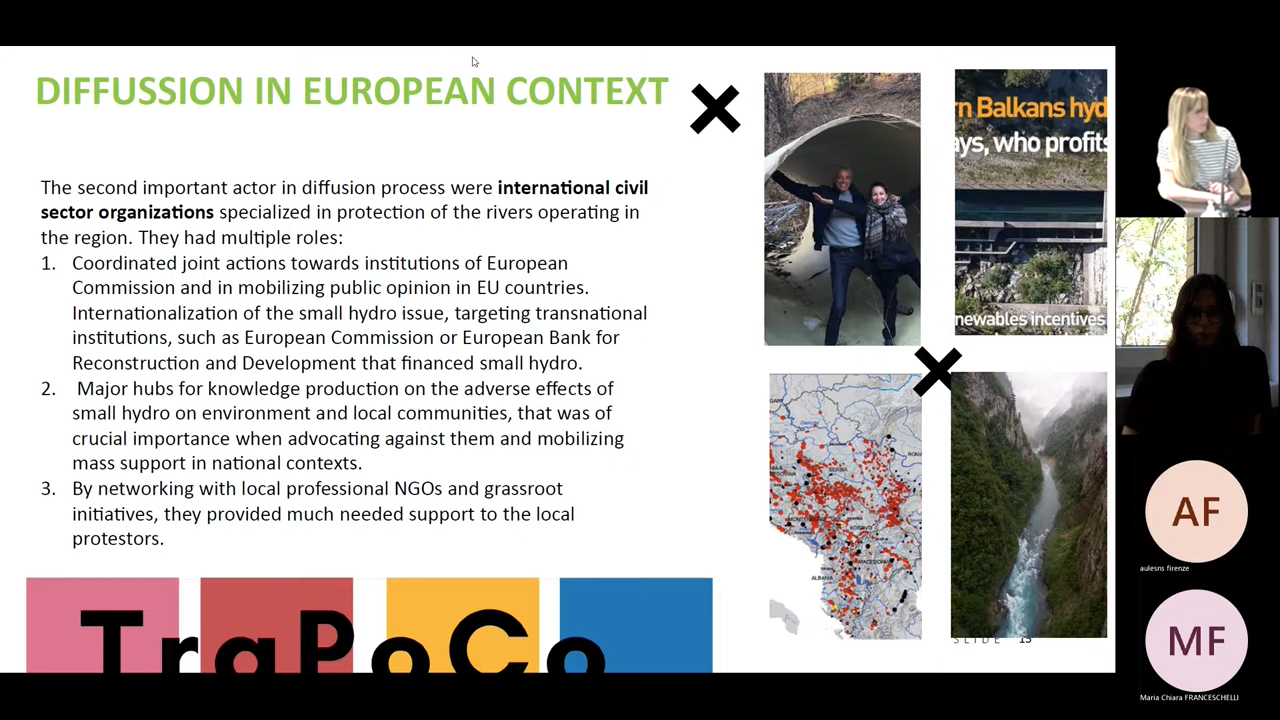 DIFFUSSION IN EUROPEAN CONTEXT
The second important actor in diffusion process were international civil
sector organizations specialized in protection of the rivers operating in
the region. They had multiple roles:
1. Coordinated joint actions towards institutions of European
Commission and in mobilizing public opinion in EU countries.
Internationalization of the small hydro issue, targeting transnational
institutions, such as European Commission or European Bank for
Reconstruction and Development that financed small hydro.
2. Major hubs for knowledge production on the adverse effects of
small hydro on environment and local communities, that was of
crucial importance when advocating against them and mobilizing
mass support in national contexts.
3. By networking with local professional NGOs and grassroot
initiatives, they provided much needed support to the local
protestors.
TraPoCo
rn Balkans hyd
ays, who profits
newables incentives
SERBIA
KOSOVO
MACEDONIA
ALBANIA
SLIDE 15
AF
aulesns firenze
MF
Maria Chiara FRANCESCHELLI